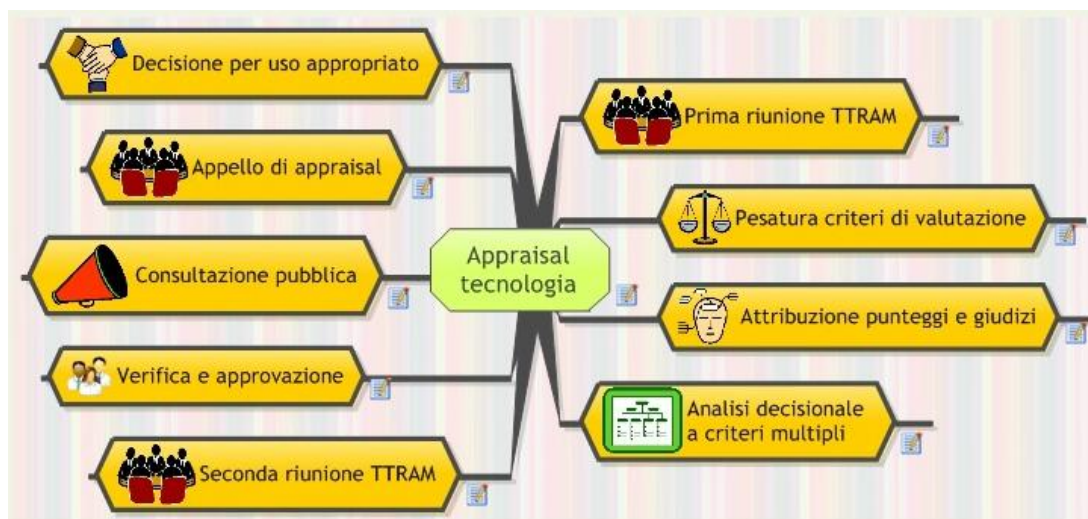 Decisione per uso appropriato
Appello di appraisal
Consultazione pubblica
Verifica e approvazione
Seconda riunione TTRAM
Appraisal
tecnologia
Prima riunione TTRAM
Pesatura criteri di valutazione
Attribuzione punteggi e giudizi
Analisi decisionale
a criteri multipli